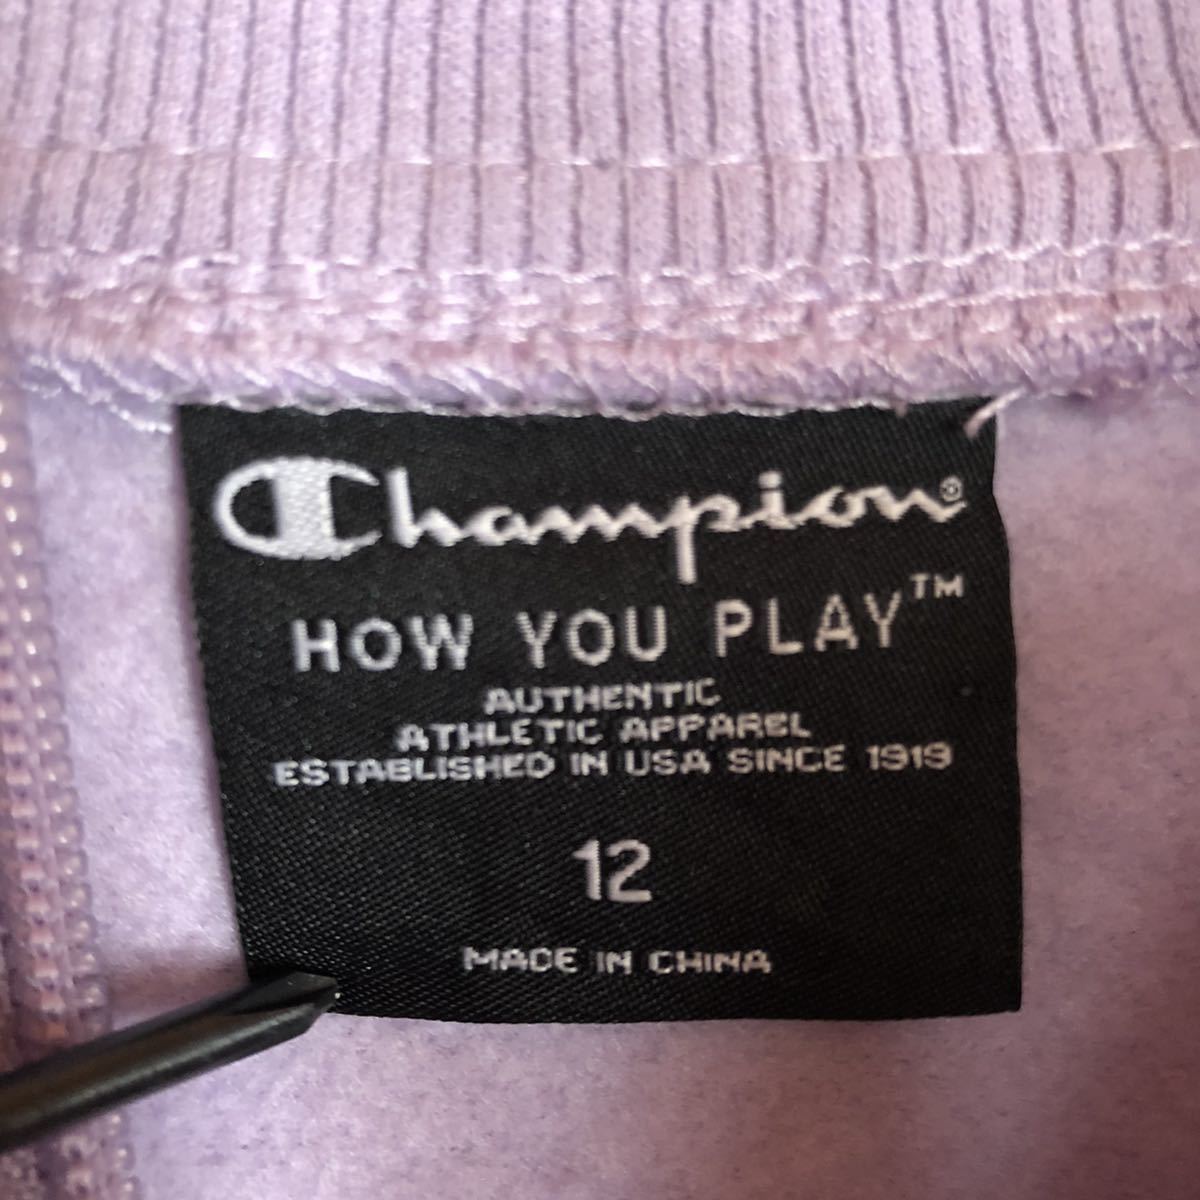 Champion®
HOW YOU PLAY™
AUTHENTIC
ATHLETIC APPAREL
ESTABLISHED IN USA SINCE 1919
12
MADE IN CHINA